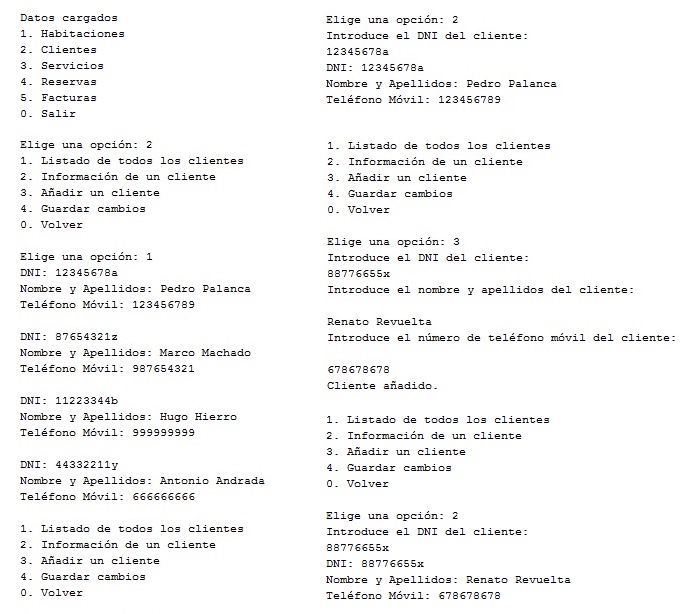 Datos cargados
1. Habitaciones
2. Clientes
3. Servicios
4. Reservas
5. Facturas
0. Salir
Elige una opción: 2
1. Listado de todos los clientes
2. Información de un cliente
3. Añadir un cliente
4. Guardar cambios
0. Volver
Elige una opción: 1
DNI: 12345678a
Nombre y Apellidos: Pedro Palanca
Teléfono Móvil: 123456789
DNI: 87654321z
Nombre y Apellidos: Marco Machado
Teléfono Móvil: 987654321
DNI: 11223344b
Nombre y Apellidos: Hugo Hierro
Teléfono Móvil: 999999999
DNI: 44332211y
Nombre y Apellidos: Antonio Andrada
Teléfono Móvil: 666666666
1. Listado de todos los clientes
2. Información de un cliente
3. Añadir un cliente
4. Guardar cambios
0. Volver
Elige una opción: 2
Introduce el DNI del cliente:
12345678a
DNI: 12345678a
Nombre y Apellidos: Pedro Palanca
Teléfono Móvil: 123456789
1. Listado de todos los clientes
2. Información de un cliente
3. Añadir un cliente
4. Guardar cambios
0. Volver
Elige una opción: 3
Introduce el DNI del cliente:
88776655x
Introduce el nombre y apellidos del cliente:
Renato Revuelta
Introduce el número de teléfono móvil del cliente:
678678678
Cliente añadido.
1. Listado de todos los clientes
2. Información de un cliente
3. Añadir un cliente
4. Guardar cambios
0. Volver
Elige una opción: 2
Introduce el DNI del cliente:
88776655x
DNI: 88776655x
Nombre y Apellidos: Renato Revuelta
Teléfono Móvil: 678678678